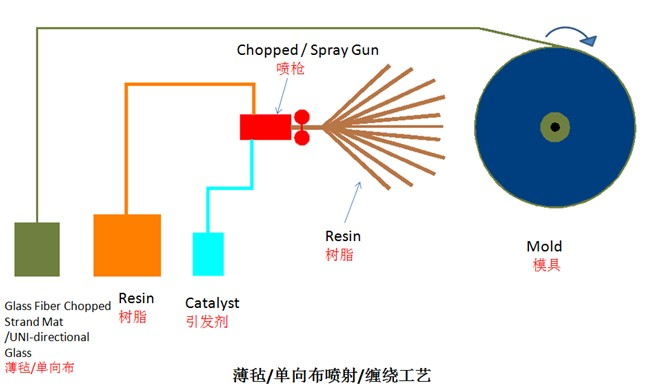 Chopped / Spray Gun
喷枪
Resin
树脂
Mold
模具
Glass Fiber Chopped
Strand Mat
/UNI-directional
Glass
薄毡/单向布
Resin
树脂
Catalyst
引发剂
薄毡/单向布喷射/缠绕工艺